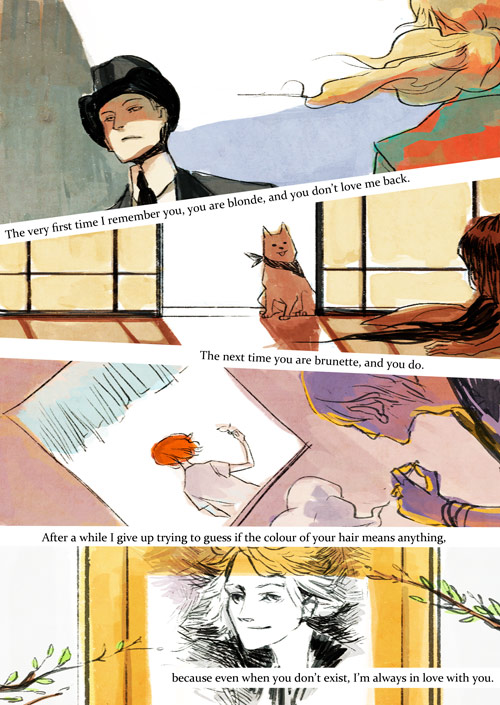 The very first time I remember you, you are blonde, and you don't love me back.
The next time you are brunette, and you do.
After a while I give up trying to guess if the colour of your hair means anything,
because even when you don't exist, I'm always in love with you.